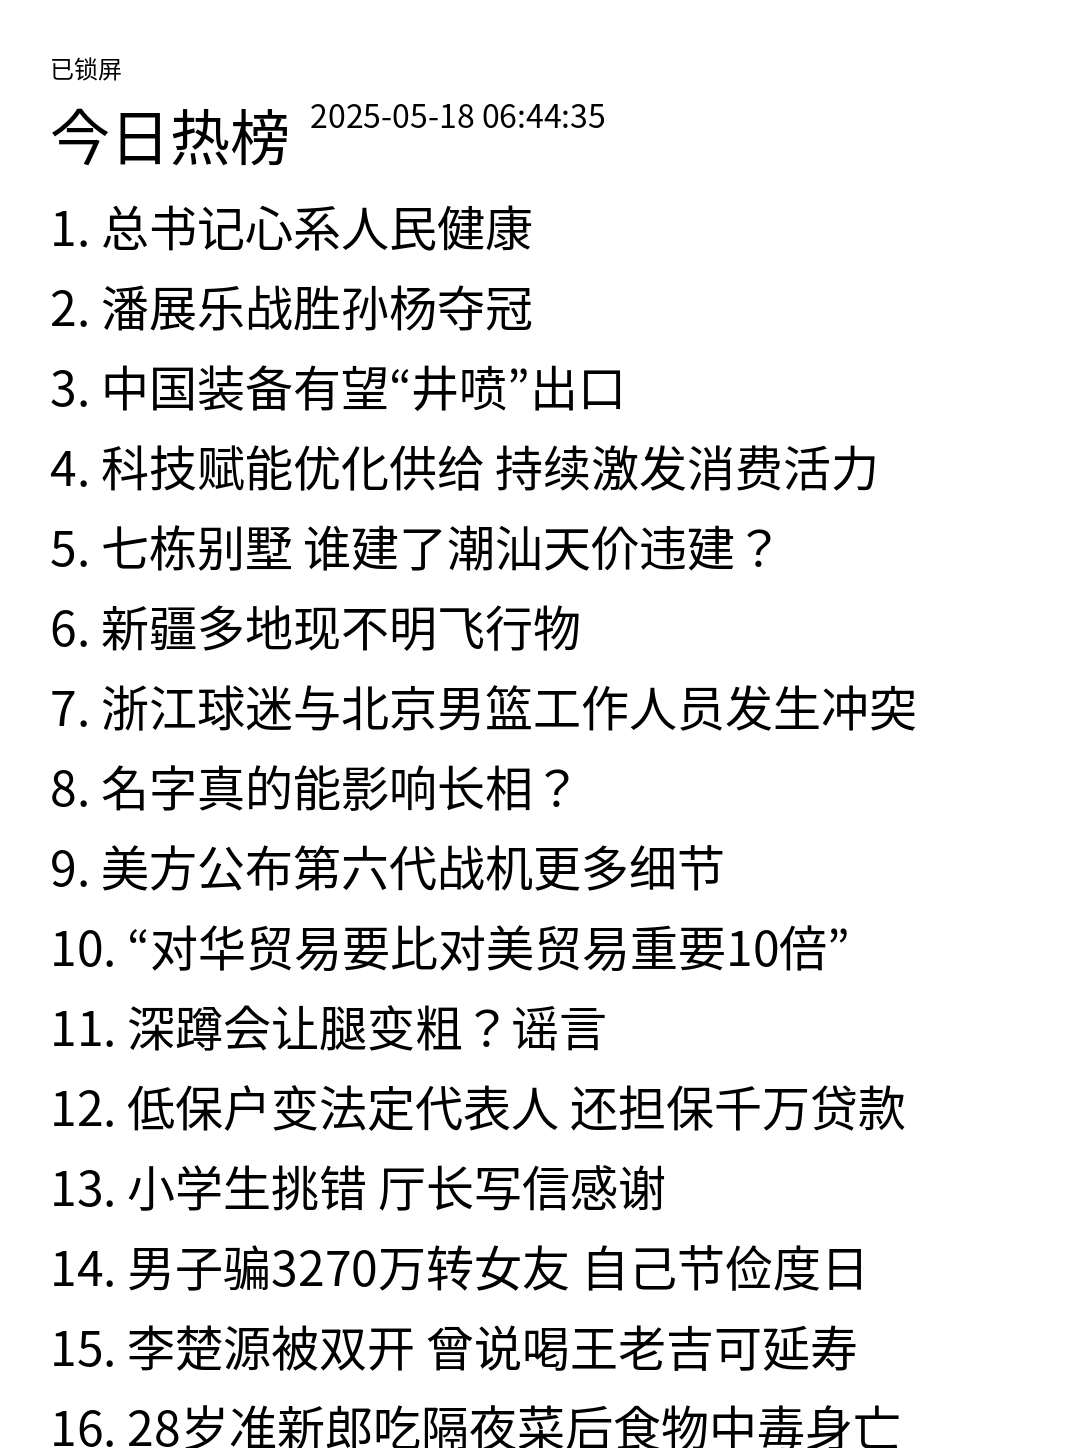 已锁屏
今日热榜 2025-05-18 06:44:35
1. 总书记心系人民健康
2. 潘展乐战胜孙杨夺冠
3. 中国装备有望“井喷”出口
4. 科技赋能优化供给 持续激发消费活力
5. 七栋别墅 谁建了潮汕天价违建？
6. 新疆多地现不明飞行物
7. 浙江球迷与北京男篮工作人员发生冲突
8. 名字真的能影响长相？
9. 美方公布第六代战机更多细节
10. “对华贸易要比对美贸易重要10倍”
11. 深蹲会让腿变粗？谣言
12. 低保户变法定代表人 还担保千万贷款
13. 小学生挑错 厅长写信感谢
14. 男子骗3270万转女友 自己节俭度日
15. 李楚源被双开 曾说喝王老吉可延寿
16. 28岁准新郎吃隔夜菜后食物中毒身亡